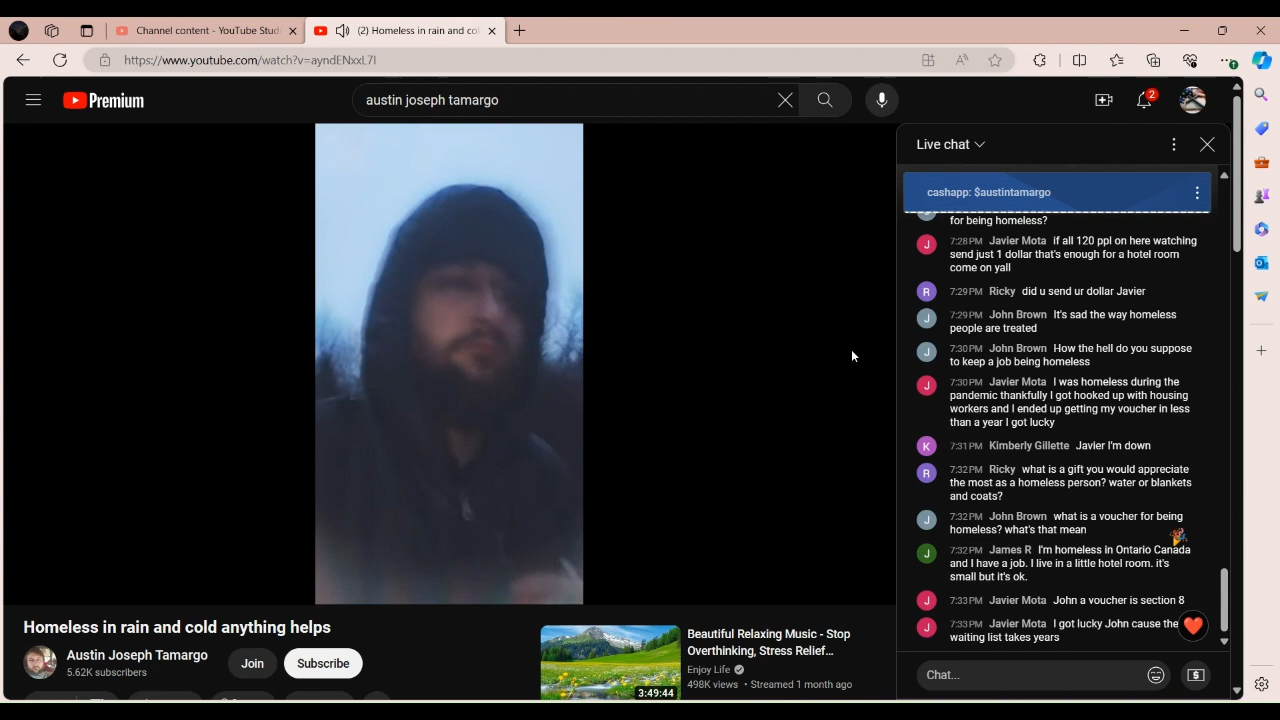 Channel content - YouTube Stud
(2) Homeless in rain and col
https://www.youtube.com/watch?v=ayndENxxL7I
Premium
austin joseph tamargo
2
Live chat
cashapp: $austintamargo
for being homeless?
7:28 PM Javier Mota if all 120 ppl on here watching
send just 1 dollar that's enough for a hotel room
come on yall
R 7:29 PM Ricky did u send ur dollar Javier
J 7:29 PM John Brown It's sad the way homeless
people are treated
J 7:30 PM John Brown How the hell do you suppose
to keep a job being homeless
J 7:30 PM Javier Mota I was homeless during the
pandemic thankfully I got hooked up with housing
workers and I ended up getting my voucher in less
than a year I got lucky
K 7:31 PM Kimberly Gillette Javier I'm down
R 7:32 PM Ricky what is a gift you would appreciate
the most as a homeless person? water or blankets
and coats?
J 7:32 PM John Brown what is a voucher for being
homeless? what's that mean
J 7:32 PM James R I'm homeless in Ontario Canada
and I have a job. I live in a little hotel room. it's
small but it's ok.
J 7:33 PM Javier Mota John a voucher is section 8
J 7:33 PM Javier Mota I got lucky John cause the
waiting list takes years
Chat...
Homeless in rain and cold anything helps
Austin Joseph Tamargo
5.62K subscribers
Join
Subscribe
Beautiful Relaxing Music - Stop
Overthinking, Stress Relief...
Enjoy Life
498K views • Streamed 1 month ago
3:49:44